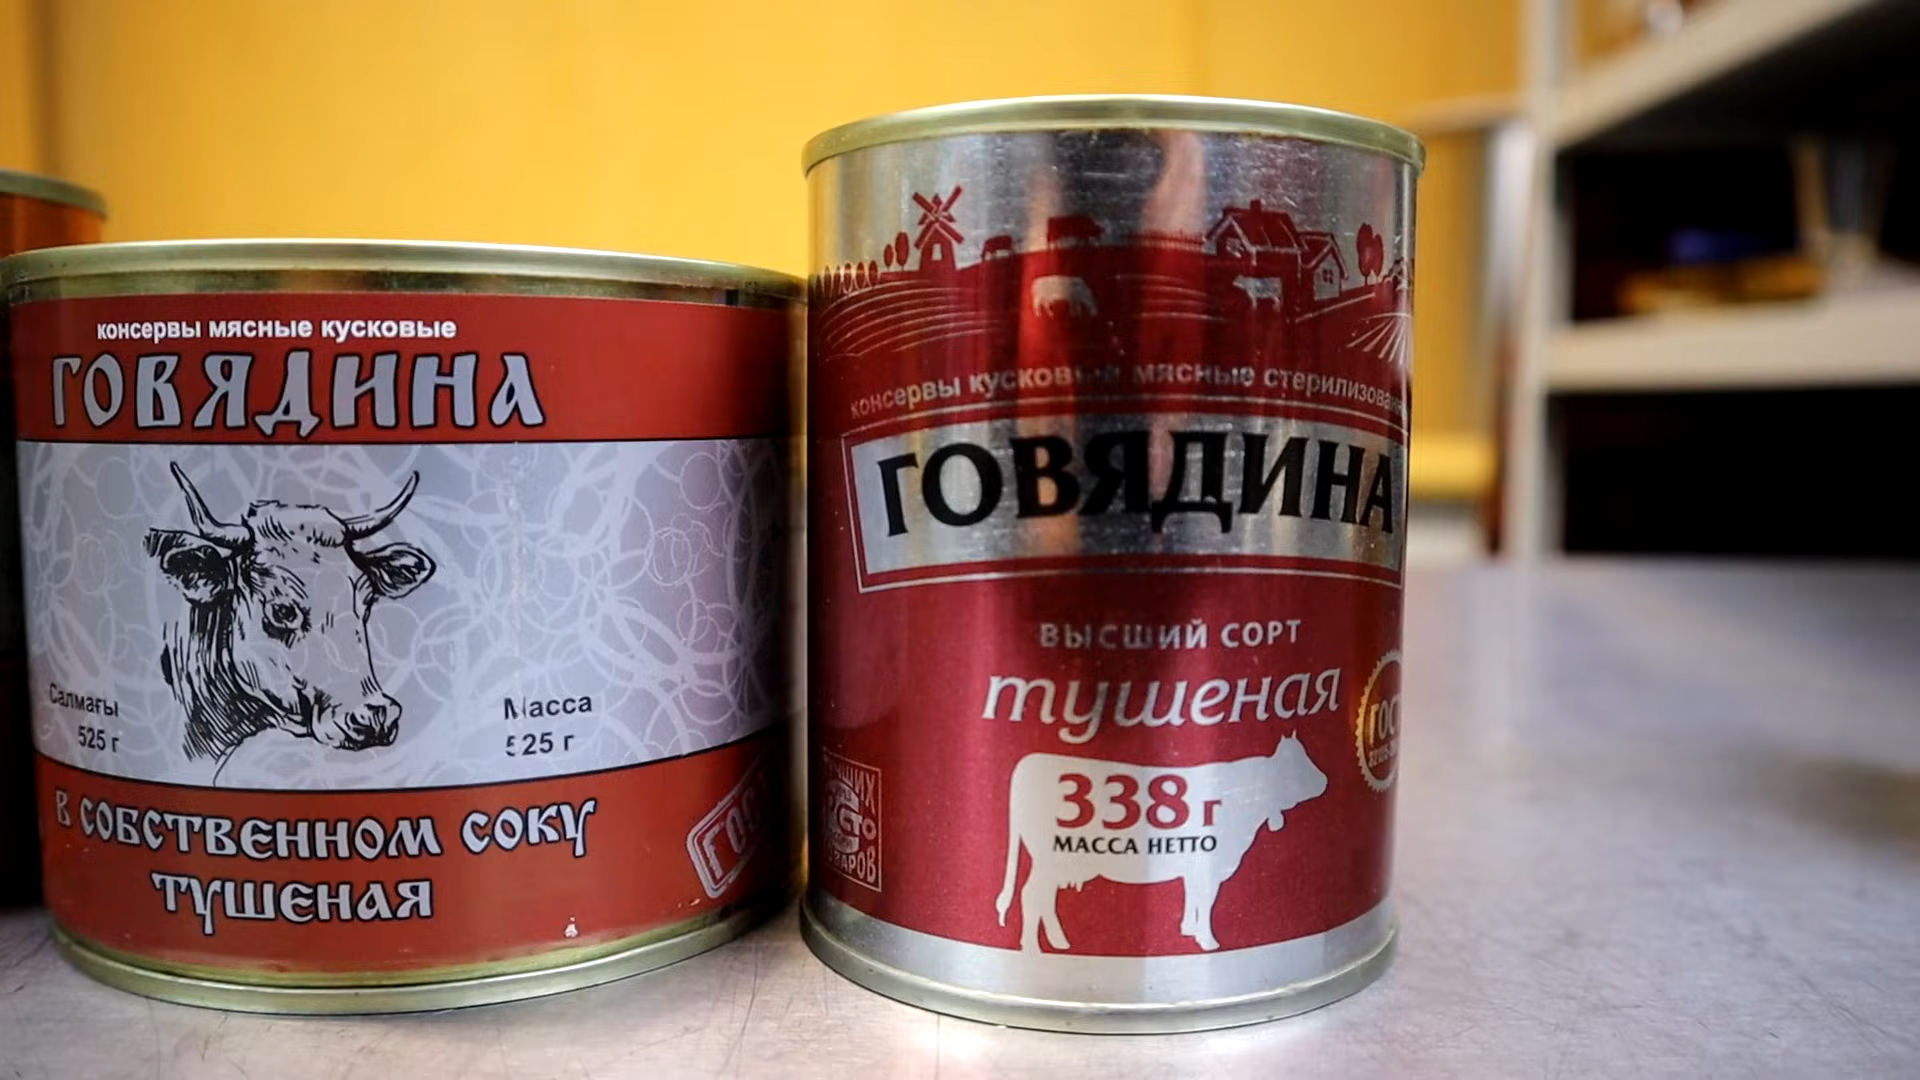 консервы мясные кусковые
ГОВЯДИНА
Салмағы
525 г
Масса
525 г
В СОБСТВЕННОМ СОКУ
ТУШЕНАЯ
ГОСТ
консервы кусковые мясные
ГОВЯДИНА
ВЫСШИЙ СОРТ
тушеная
338 г
МАССА НЕТТО